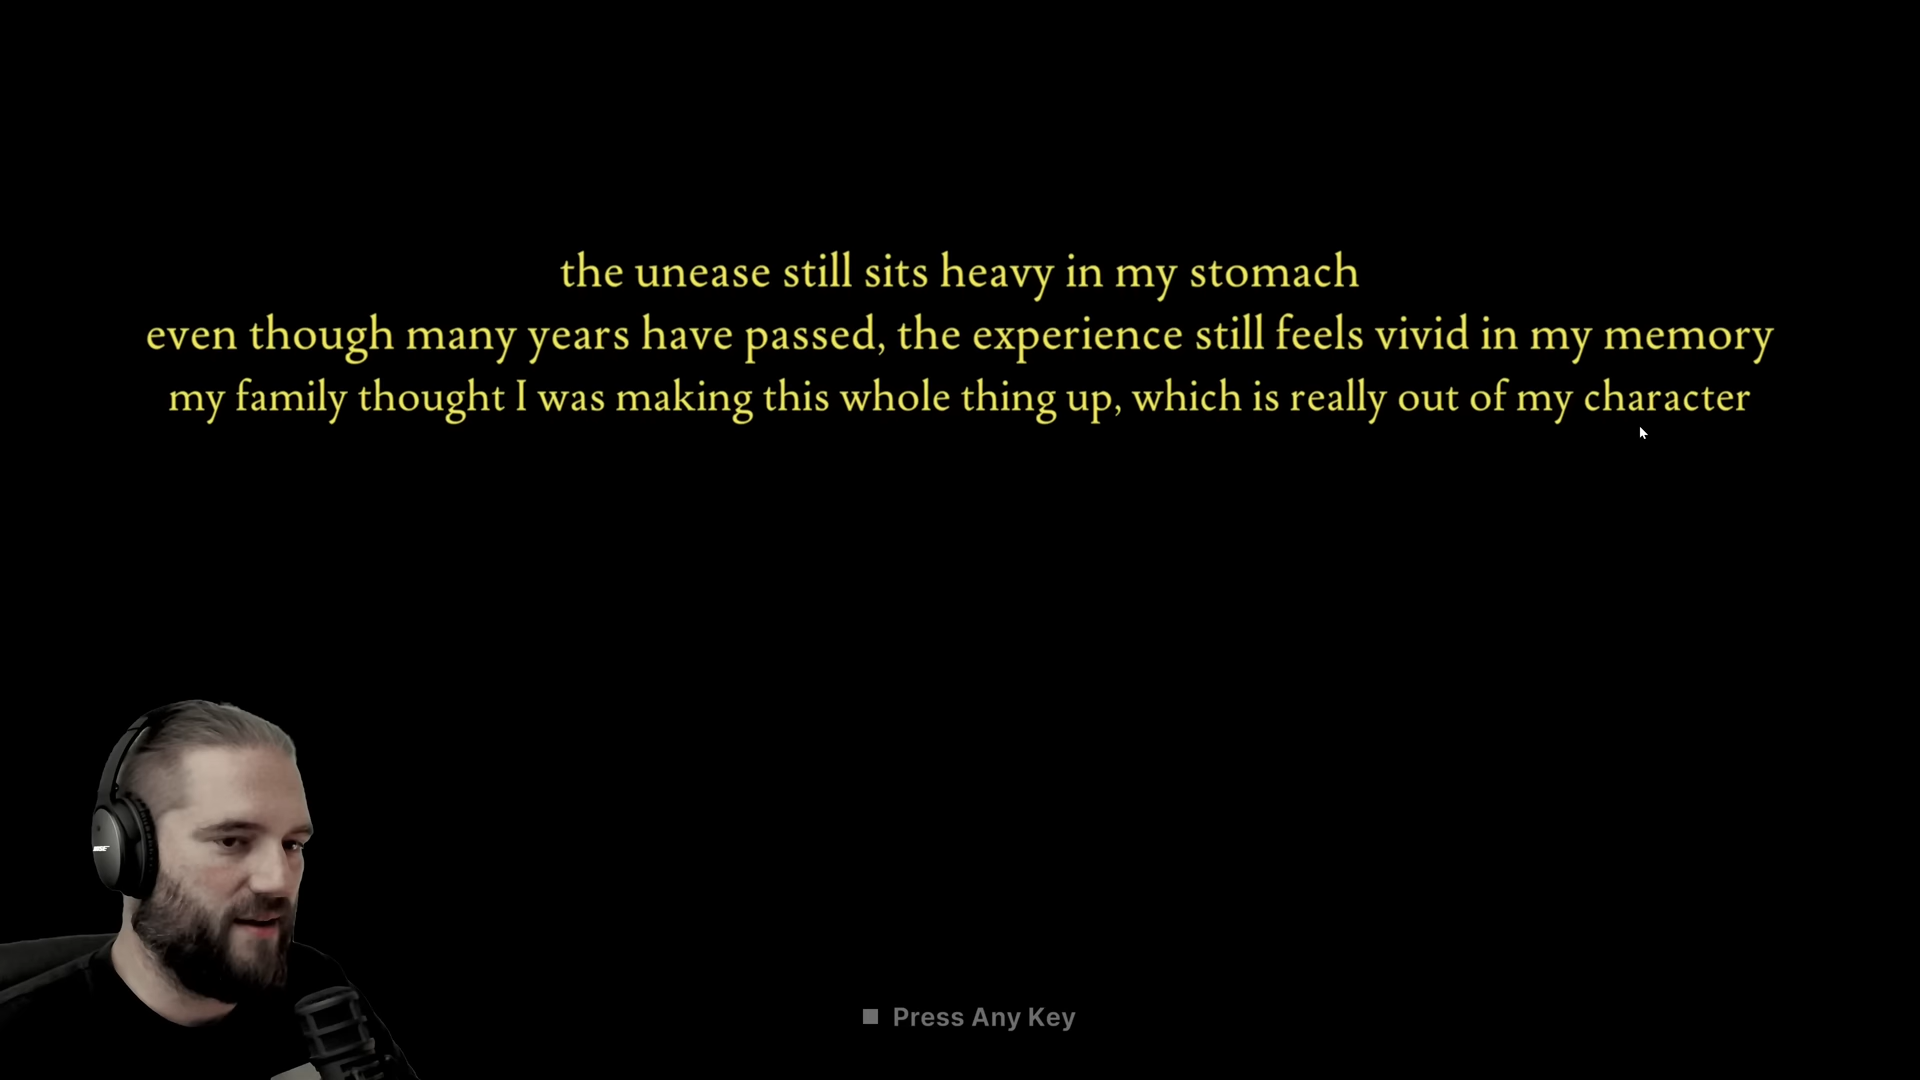 the unease still sits heavy in my stomach
even though many years have passed, the experience still feels vivid in my memory
my family thought I was making this whole thing up, which is really out of my character
Press Any Key